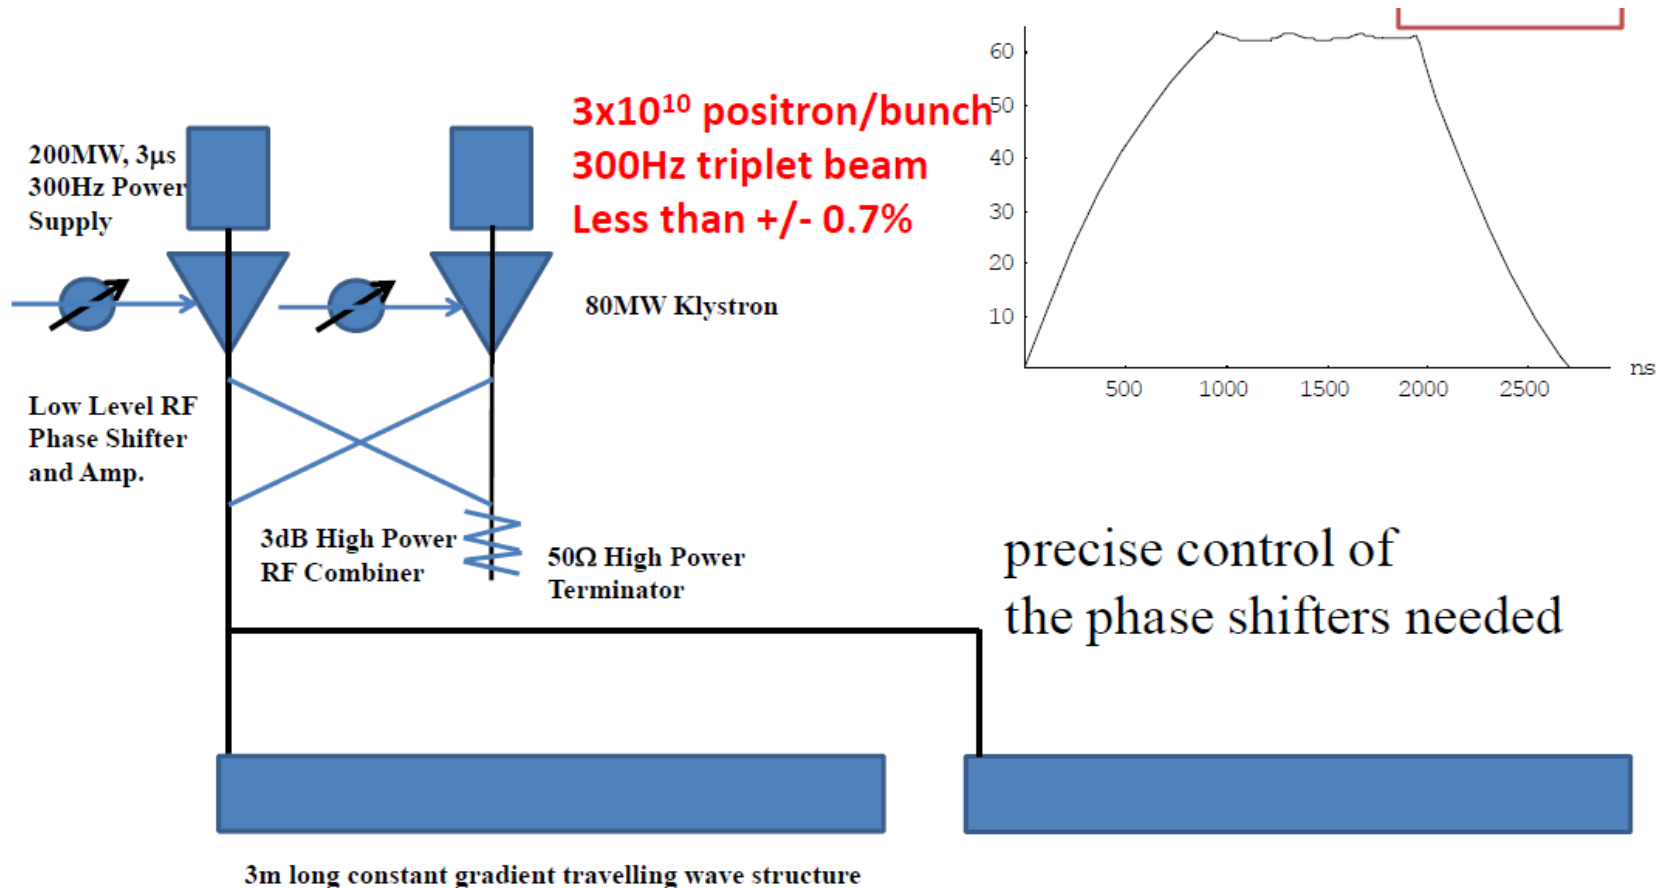 200MW, 3μs
300Hz Power
Supply
3x10¹⁰ positron/bunch
300Hz triplet beam
Less than +/- 0.7%
80MW Klystron
Low Level RF
Phase Shifter
and Amp.
3dB High Power
RF Combiner
50Ω High Power
Terminator
60
50
40
30
20
10
500
1000
1500
2000
2500
ns
precise control of
the phase shifters needed
3m long constant gradient travelling wave structure